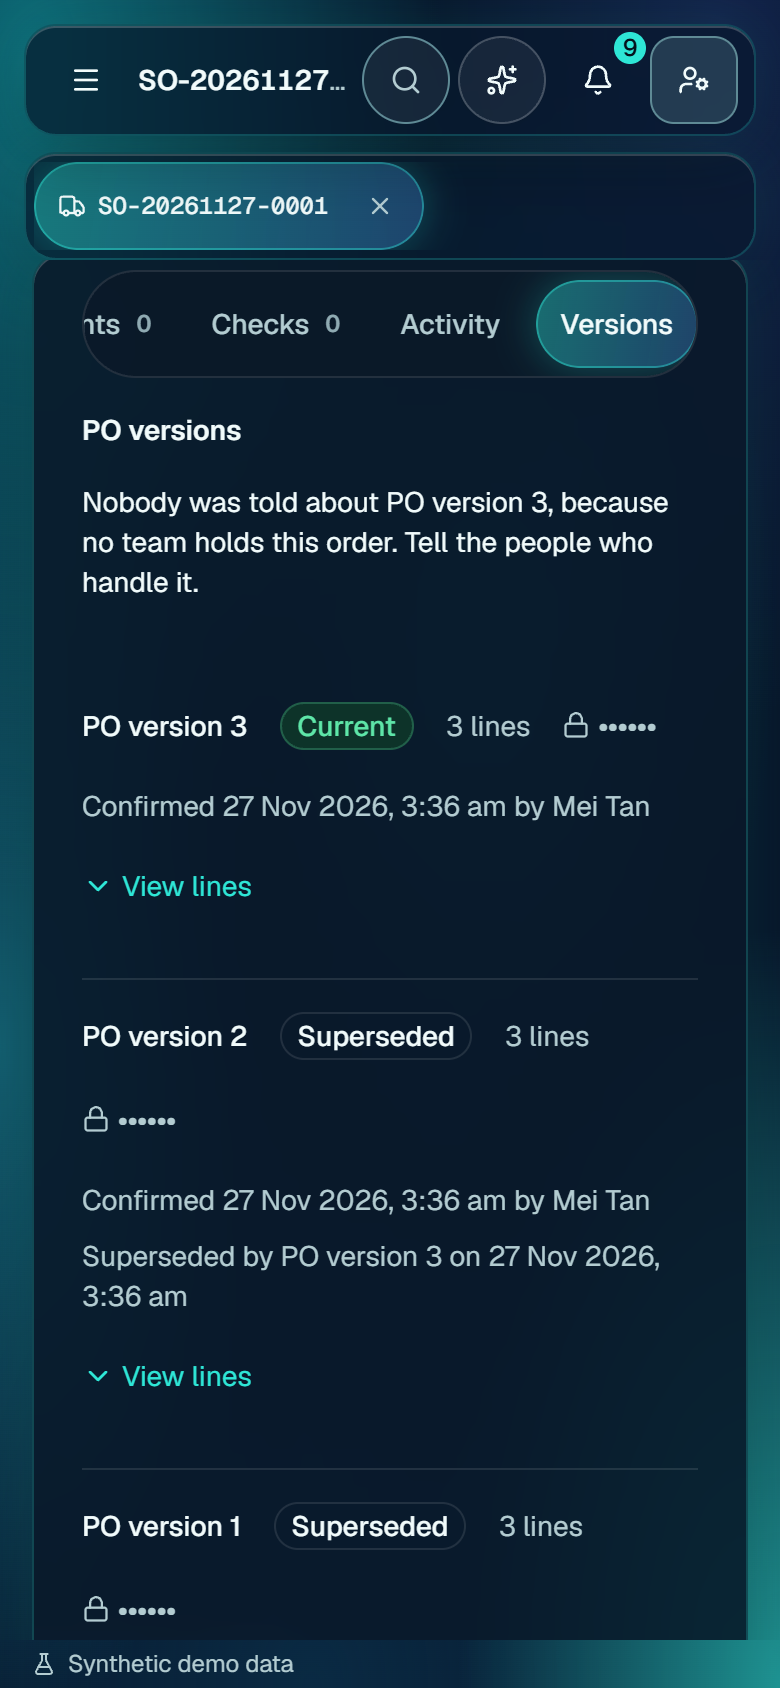 SO-20261127...
9
SO-20261127-0001
nts 0 Checks 0 Activity Versions
PO versions
Nobody was told about PO version 3, because
no team holds this order. Tell the people who
handle it.
PO version 3 Current 3 lines ••••••
Confirmed 27 Nov 2026, 3:36 am by Mei Tan
View lines
PO version 2 Superseded 3 lines
••••••
Confirmed 27 Nov 2026, 3:36 am by Mei Tan
Superseded by PO version 3 on 27 Nov 2026,
3:36 am
View lines
PO version 1 Superseded 3 lines
••••••
Synthetic demo data